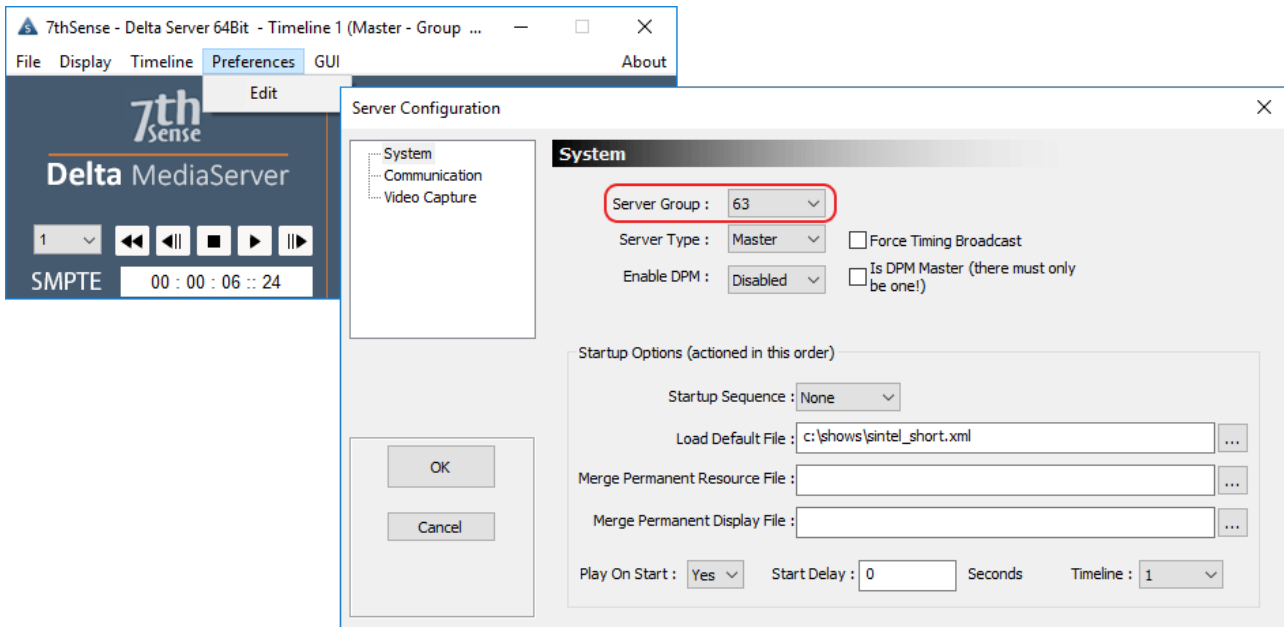 7thSense - Delta Server 64Bit - Timeline 1 (Master - Group ...
File Display Timeline Preferences GUI About
Edit
7th
Sense
Delta MediaServer
1
SMPTE 00 : 00 : 06 :: 24
Server Configuration
System
Communication
Video Capture
OK
Cancel
System
Server Group : 63
Server Type : Master Force Timing Broadcast
Enable DPM : Disabled Is DPM Master (there must only
be one!)
Startup Options (actioned in this order)
Startup Sequence : None
Load Default File : c:\shows\sintel_short.xml ...
Merge Permanent Resource File : ...
Merge Permanent Display File : ...
Play On Start : Yes Start Delay : 0 Seconds Timeline : 1